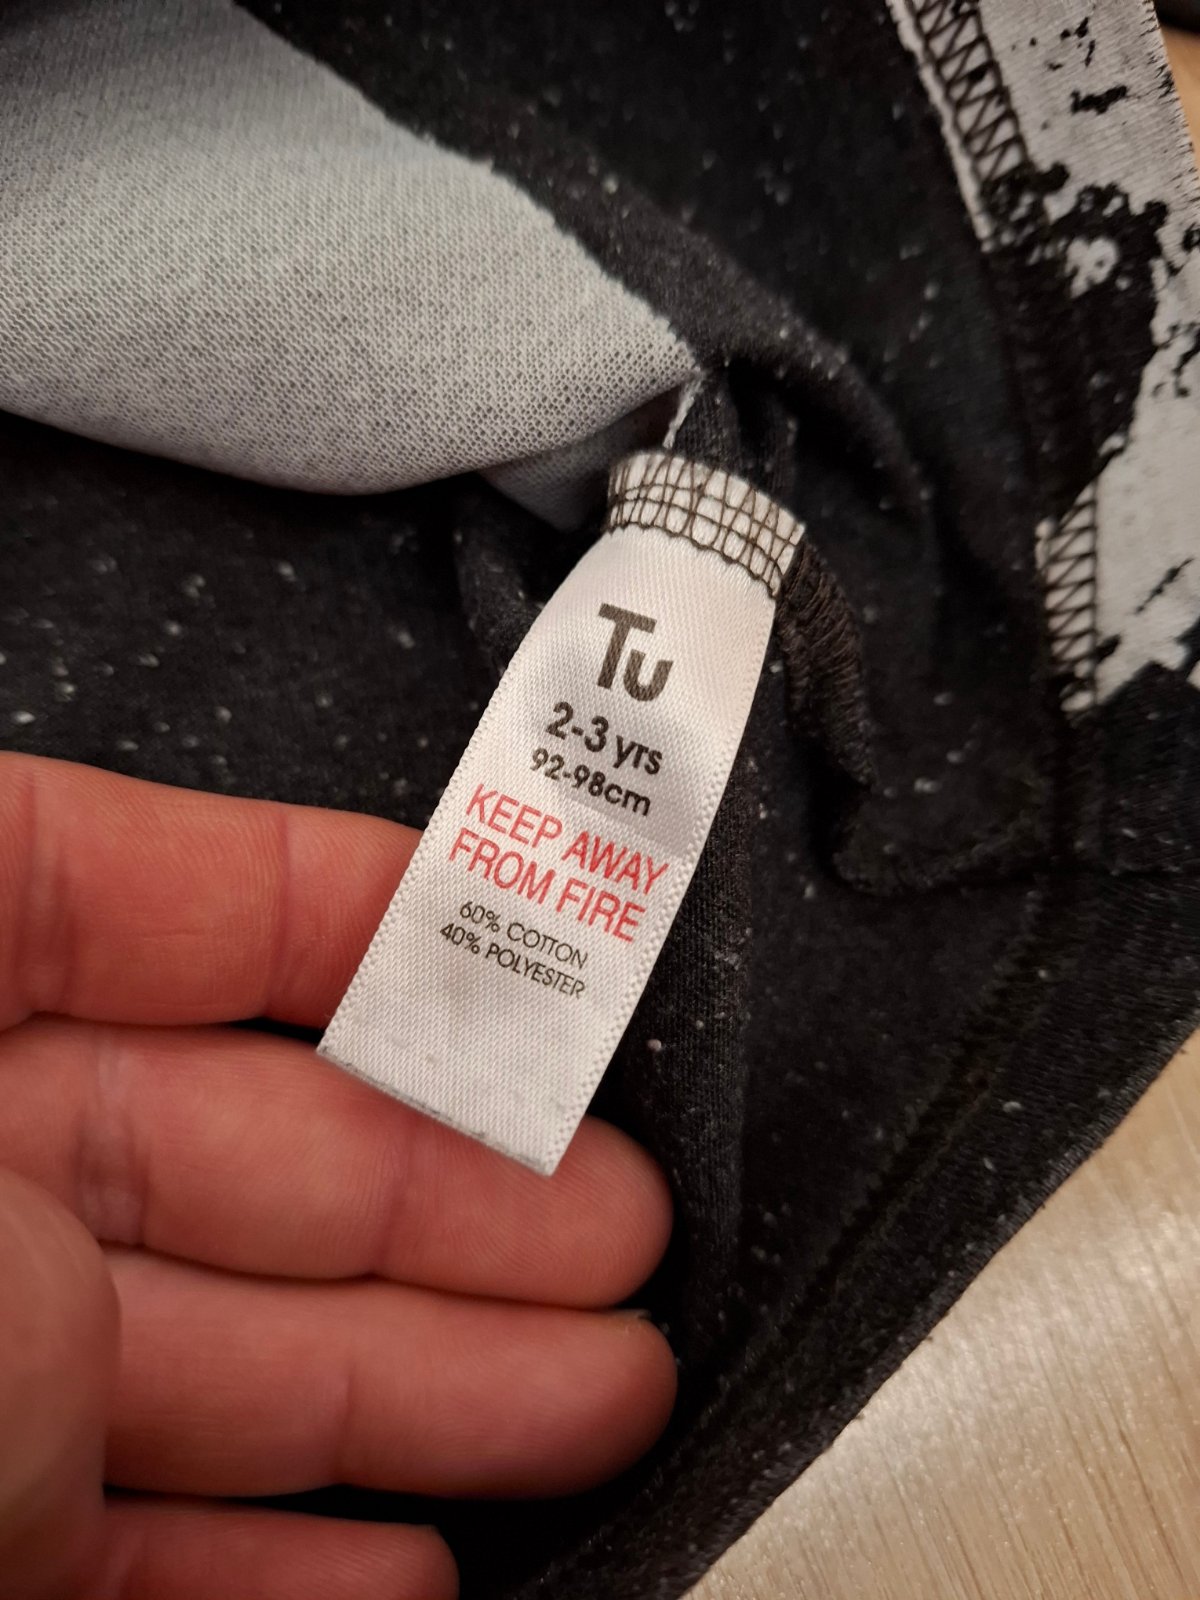 Tu
2-3 yrs
92-98cm
KEEP AWAY
FROM FIRE
60% COTTON
40% POLYESTER